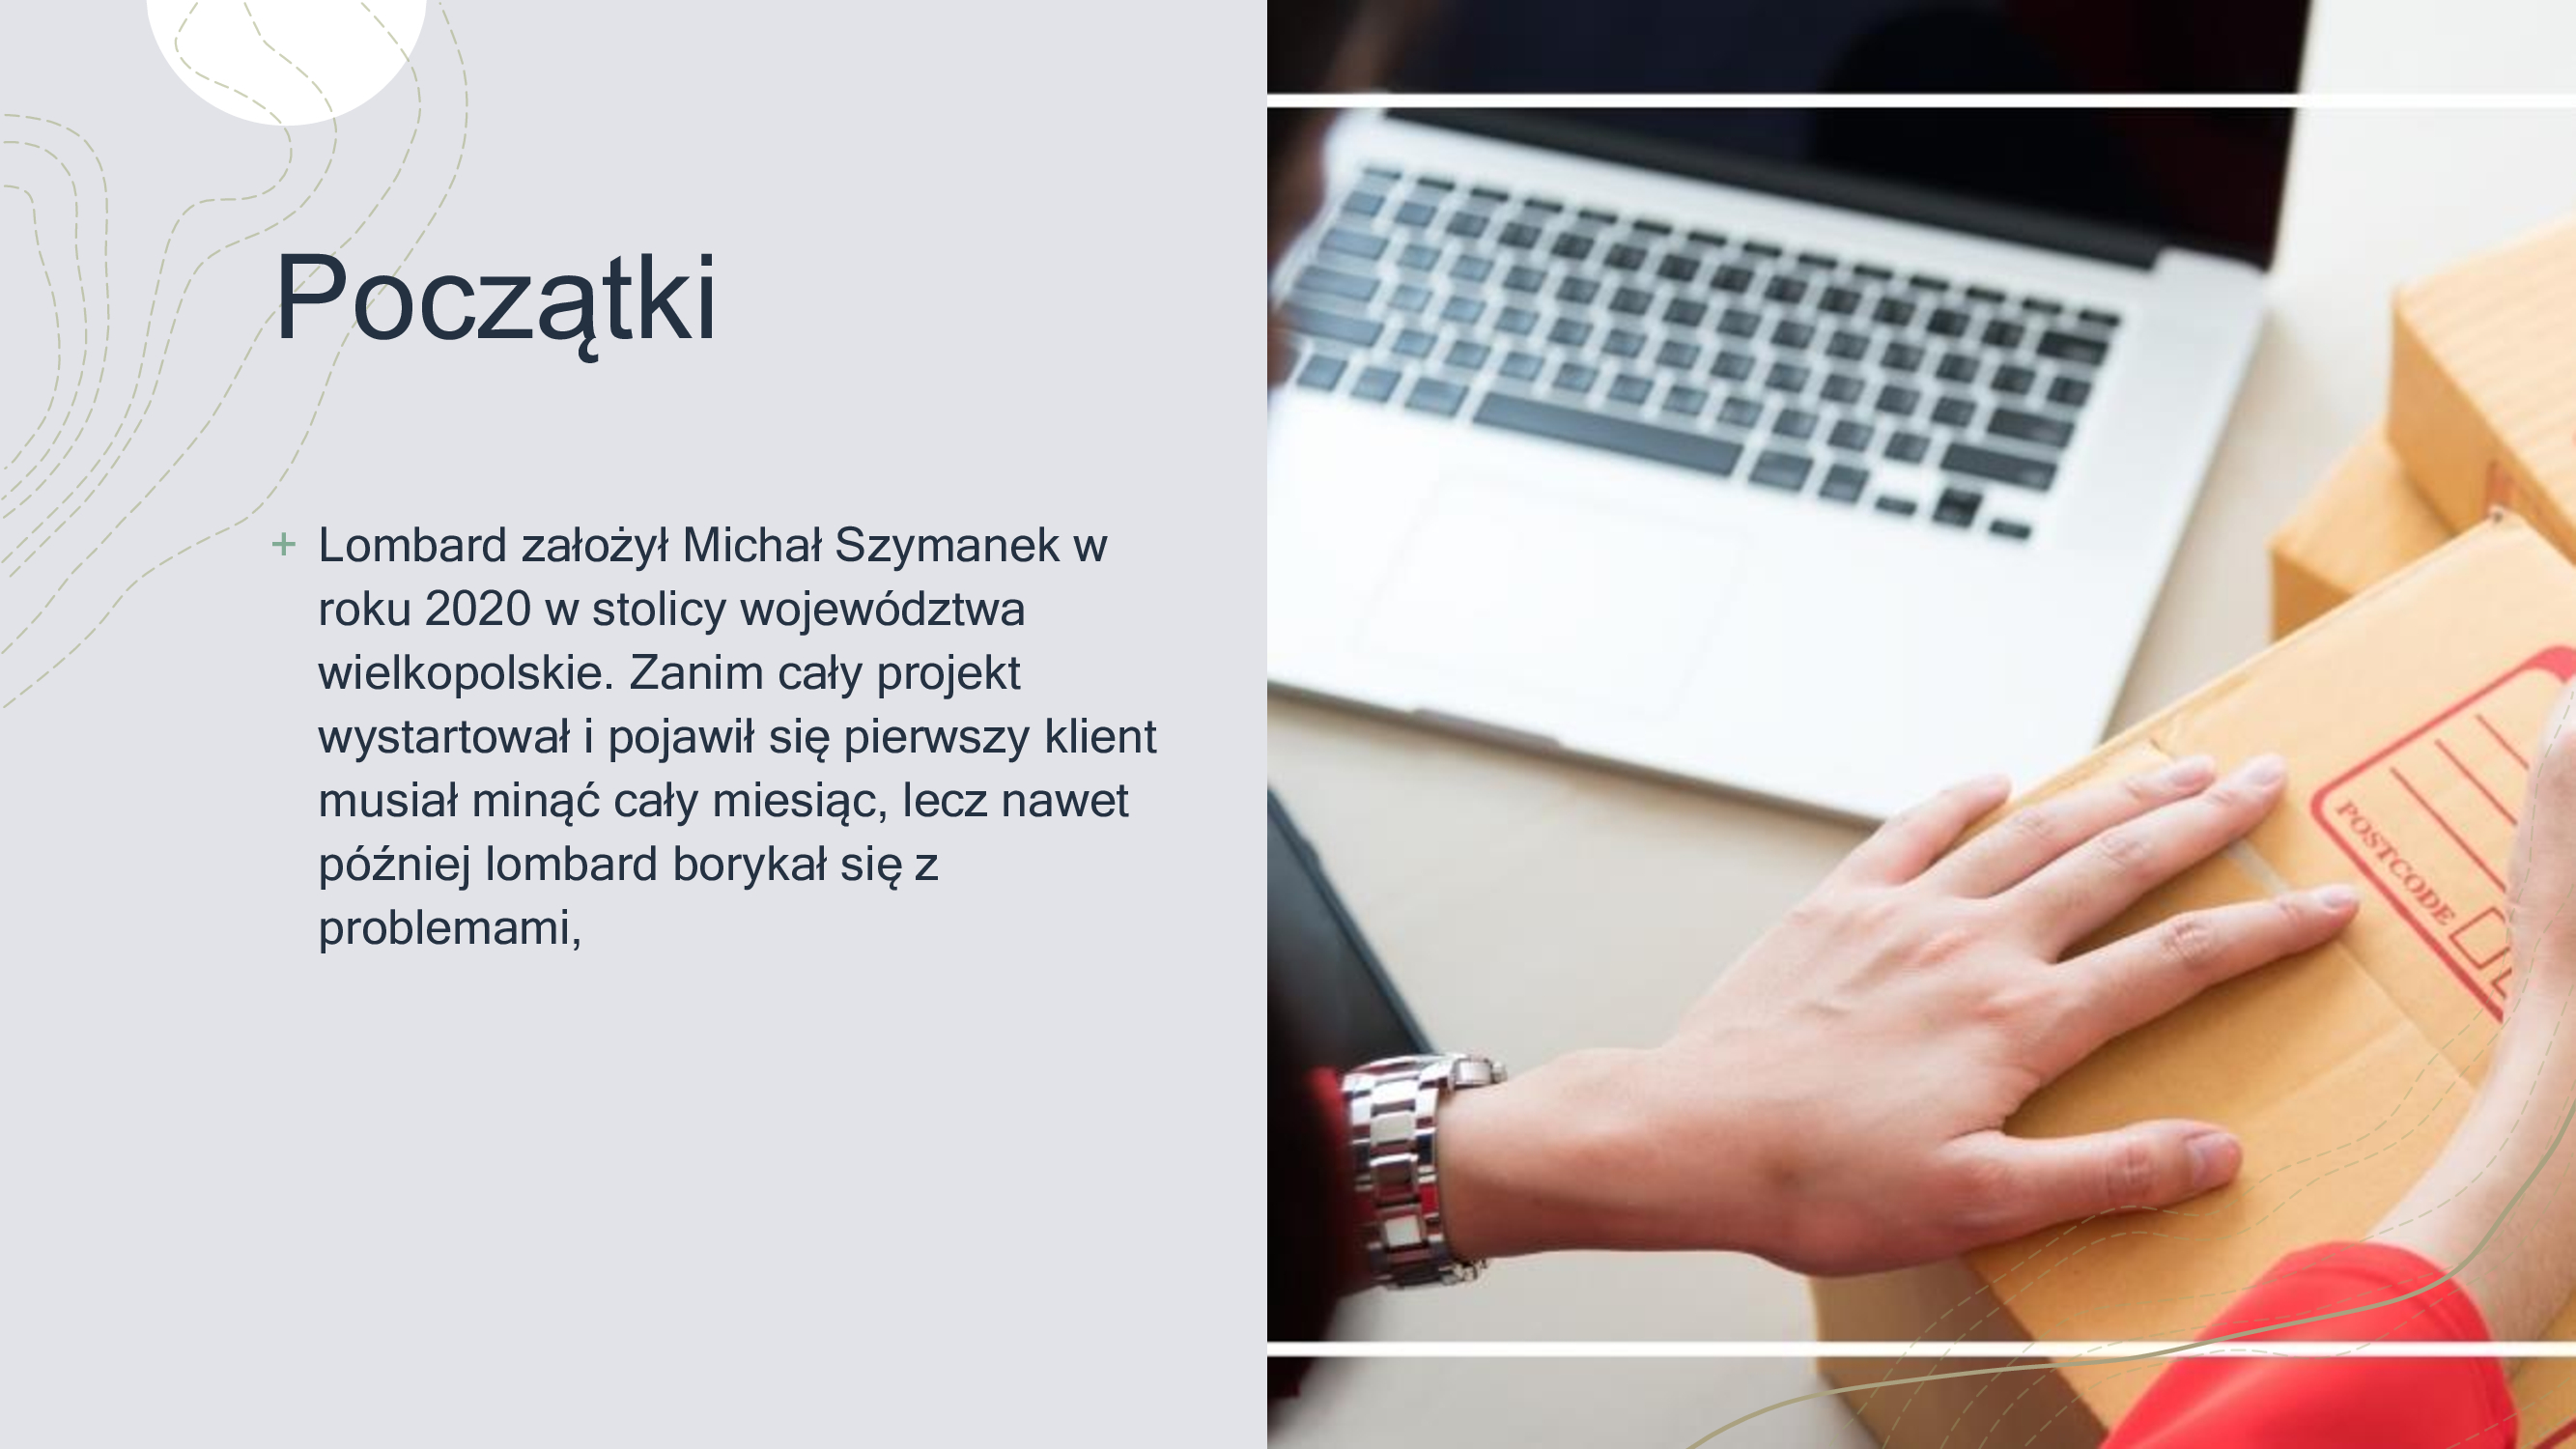 Początki
+ Lombard założył Michał Szymanek w
roku 2020 w stolicy województwa
wielkopolskie. Zanim cały projekt
wystartował i pojawił się pierwszy klient
musiał minąć cały miesiąc, lecz nawet
później lombard borykał się z
problemami,
POSTCODE